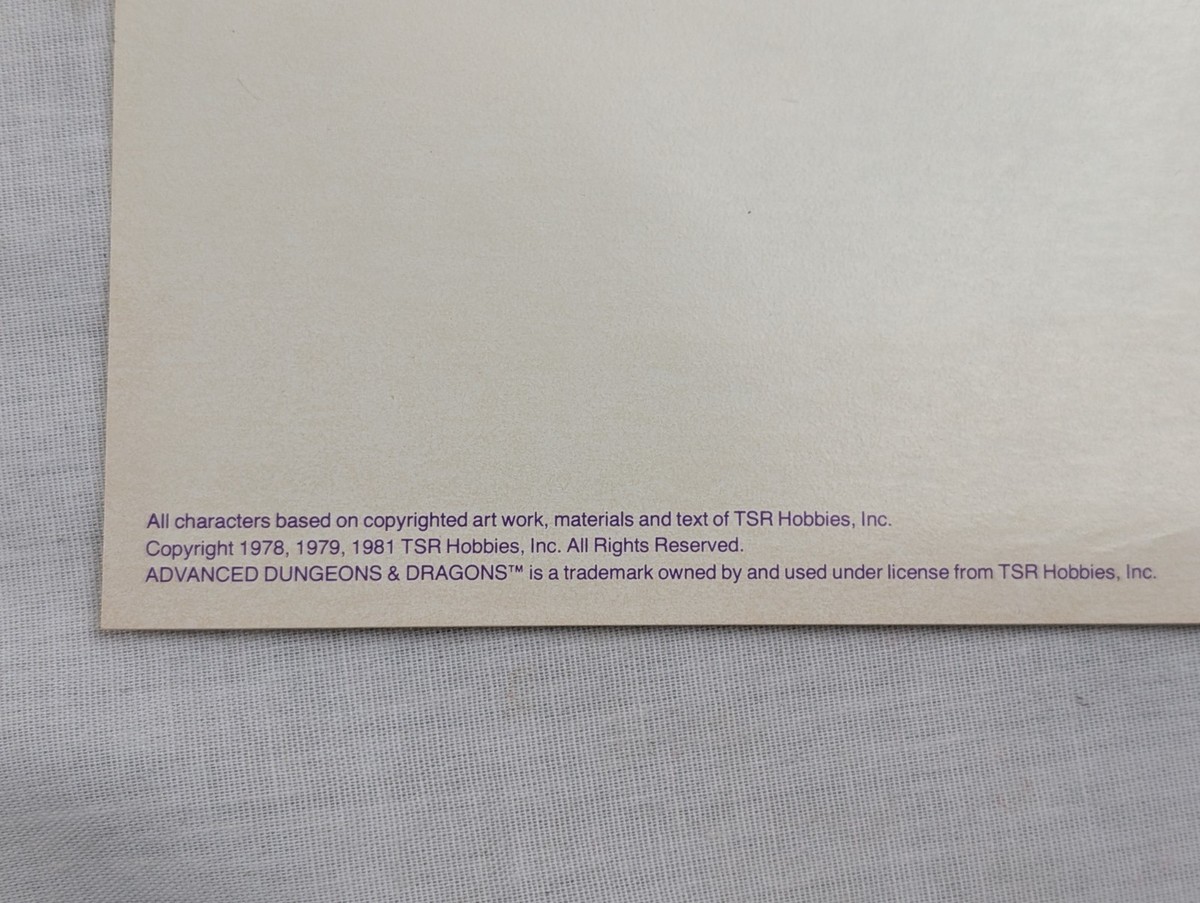 All characters based on copyrighted art work, materials and text of TSR Hobbies, Inc.
Copyright 1978, 1979, 1981 TSR Hobbies, Inc. All Rights Reserved.
ADVANCED DUNGEONS & DRAGONS™ is a trademark owned by and used under license from TSR Hobbies, Inc.